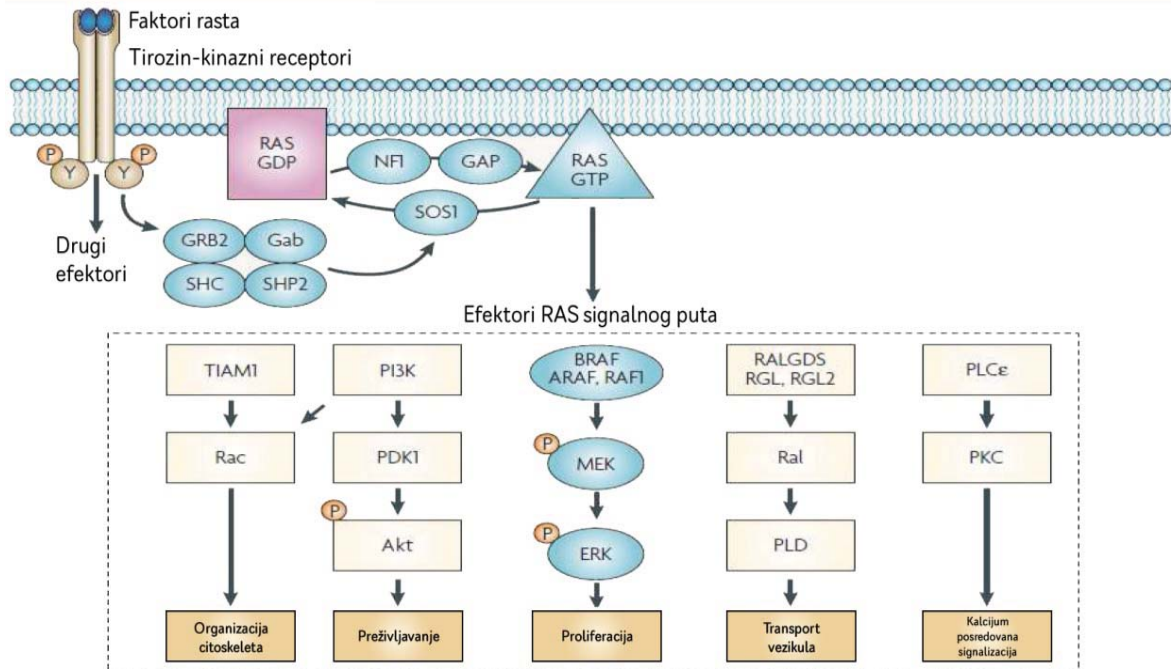 Faktori rasta
Tirozin-kinazni receptori
RAS
GDP
NF1
GAP
RAS
GTP
P
P
Y
Y
SOS1
GRB2
Gab
SHC
SHP2
Drugi
efektori
Efektori RAS signalnog puta
TIAM1
PI3K
BRAF
ARAF, RAF1
RALGDS
RGL, RGL2
PLCε
Rac
PDK1
P
MEK
Ral
PKC
P
Akt
P
ERK
PLD
Organizacija
citoskeleta
Preživljavanje
Proliferacija
Transport
vezikula
Kalcijum
posredovana
signalizacija